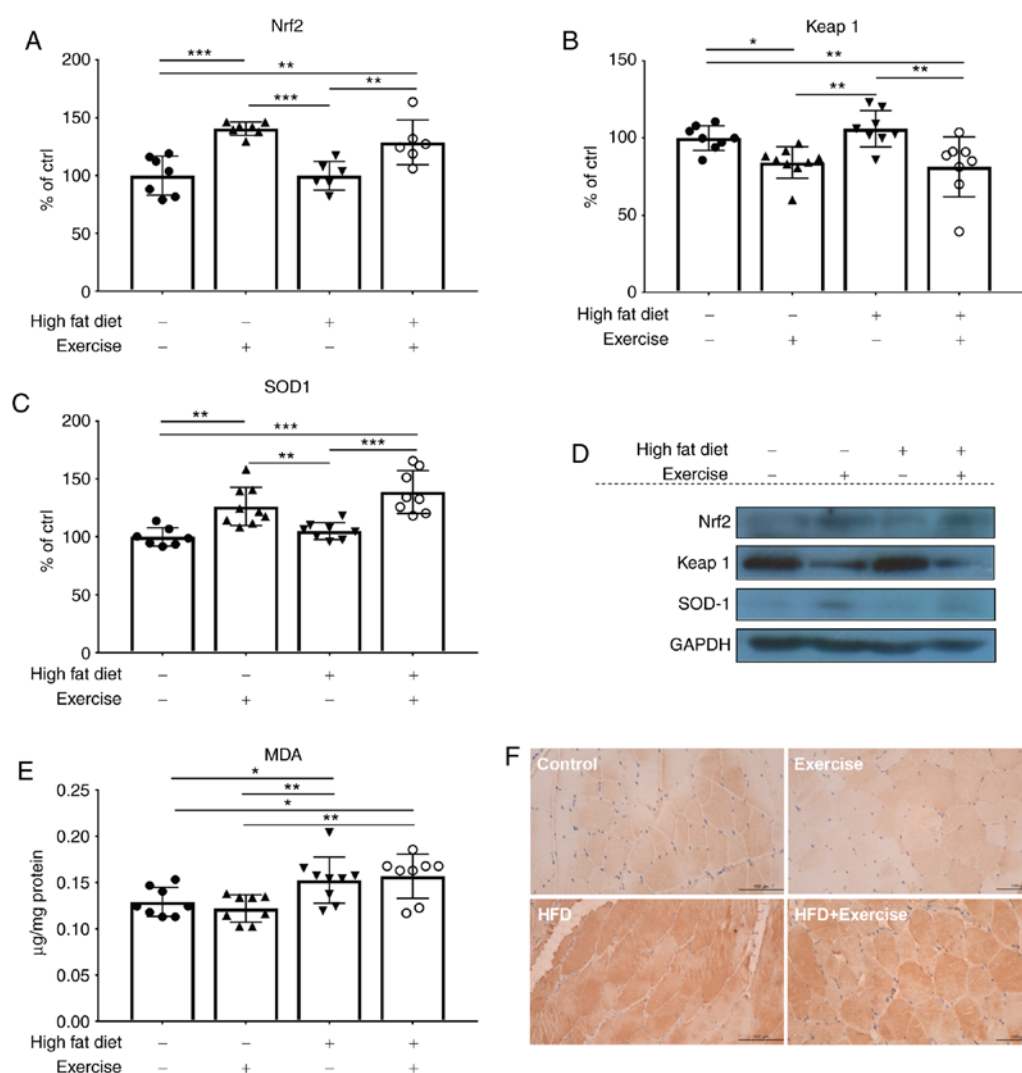 A
Nrf2
200
150
100
50
0
% of ctrl
***
**
***
**
High fat diet − − + +
Exercise − + − +
B
Keap 1
150
100
50
0
% of ctrl
*
**
**
**
High fat diet − − + +
Exercise − + − +
C
SOD1
200
150
100
50
0
% of ctrl
**
***
**
***
High fat diet − − + +
Exercise − + − +
D
High fat diet − − + +
Exercise − + − +
Nrf2
Keap 1
SOD-1
GAPDH
E
MDA
0.25
0.20
0.15
0.10
0.05
0.00
µg/mg protein
*
**
*
**
High fat diet − − + +
Exercise − + − +
F
Control
Exercise
HFD
HFD+Exercise